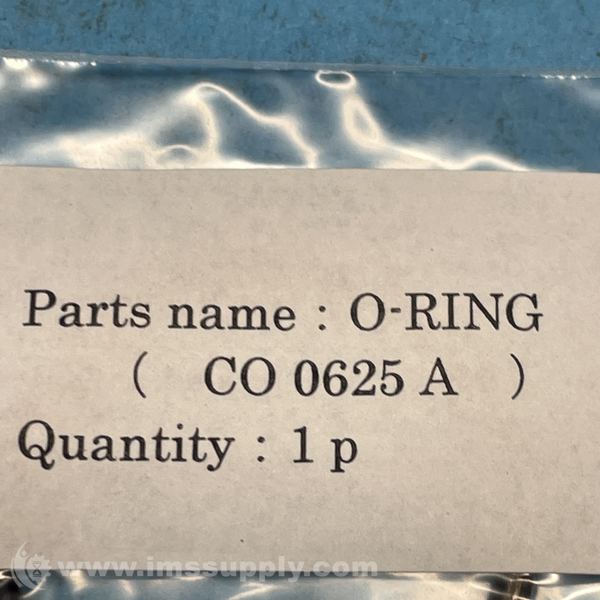 Parts name : O-RING
( CO 0625 A )
Quantity : 1 p
www.imssupply.com